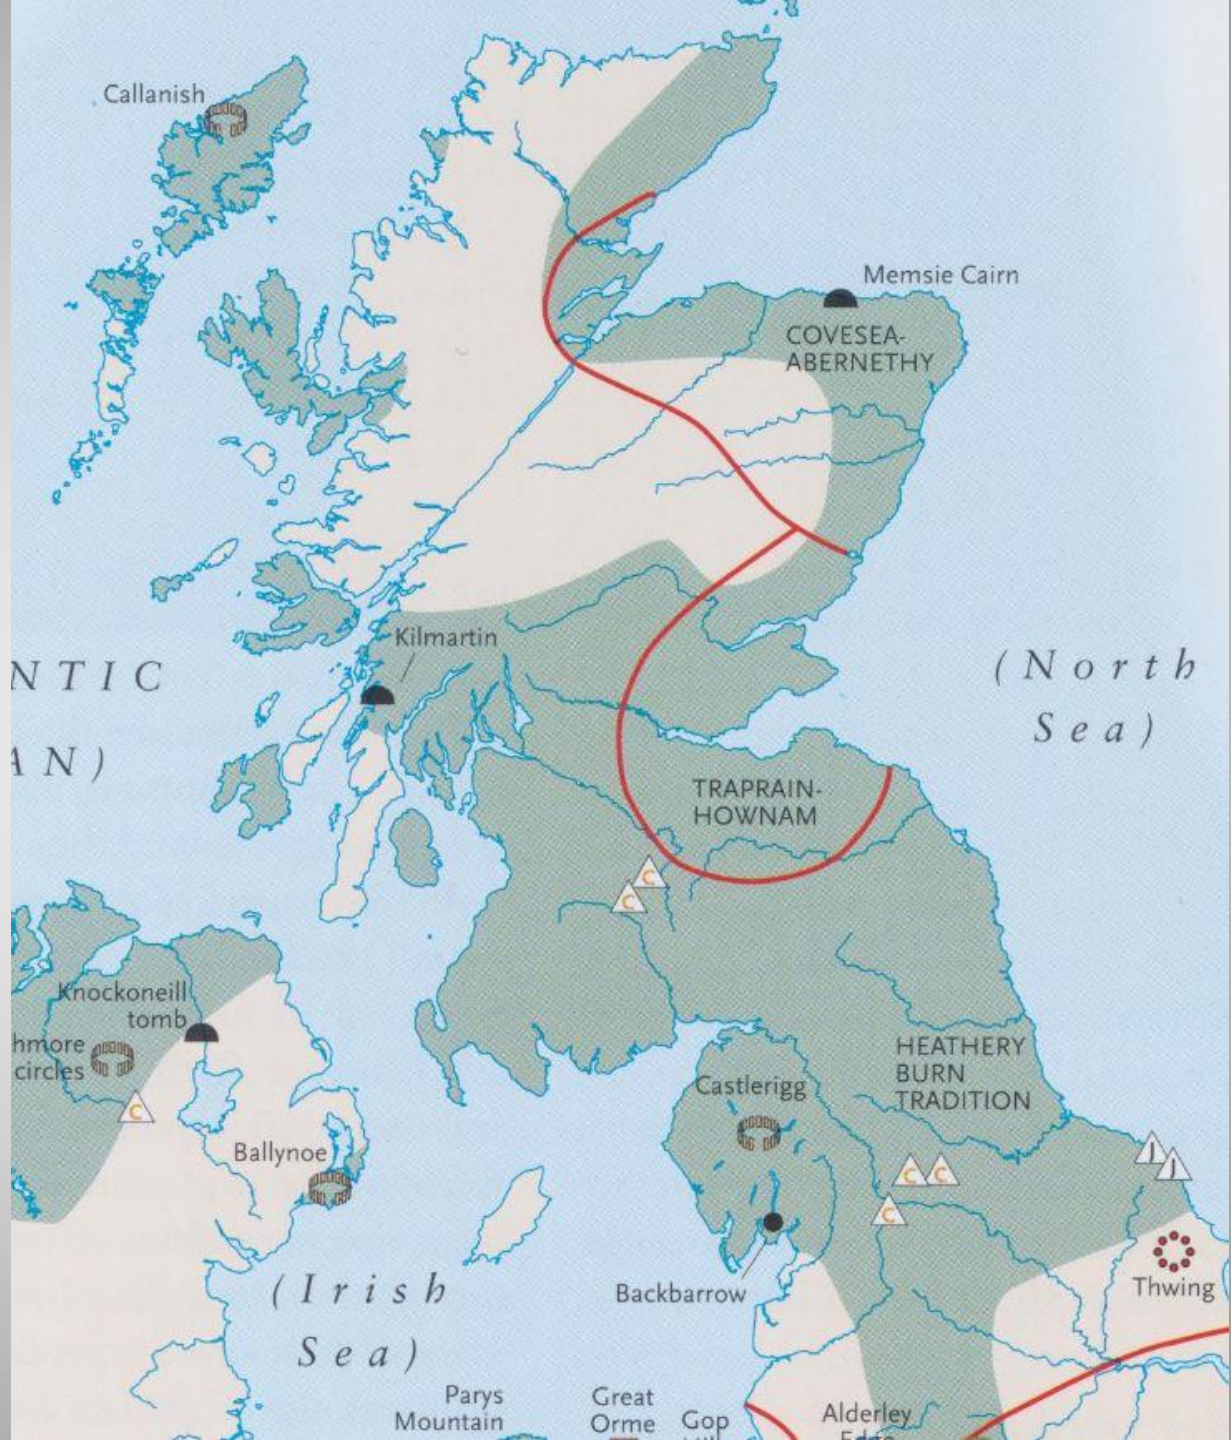 Callanish
Memsie Cairn
COVESEA-
ABERNETHY
Kilmartin
NTIC
AN)
(North
Sea)
TRAPRAIN-
HOWNAM
C
C
Knockoneill
tomb
hmore
circles
C
HEATHERY
BURN
TRADITION
Castlerigg
Ballynoe
J
J
C
C
C
Backbarrow
Thwing
(Irish
Sea)
Parys
Mountain
Great
Orme
Gop
Alderley